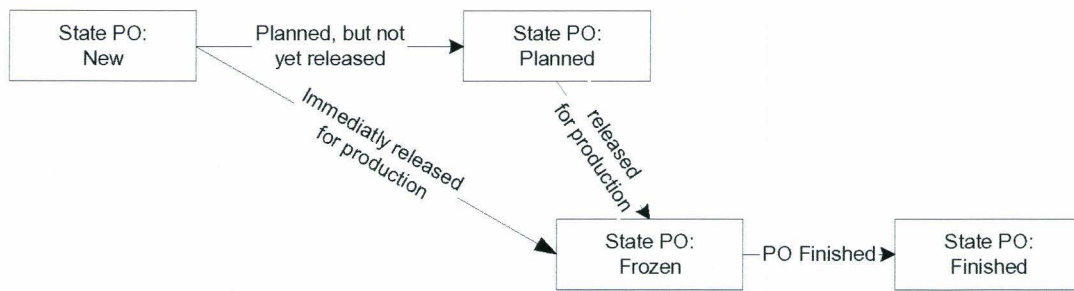 State PO:
New
Planned, but not
yet released
State PO:
Planned
Immediatly released
for production
released
for production
State PO:
Frozen
PO Finished
State PO:
Finished